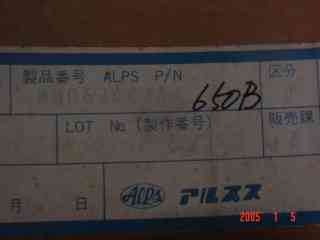 製品番号 ALPS P/N 区分
650B
LOT No (製作番号) 販売課
月 日 ALPS アルプス
2005 1 5